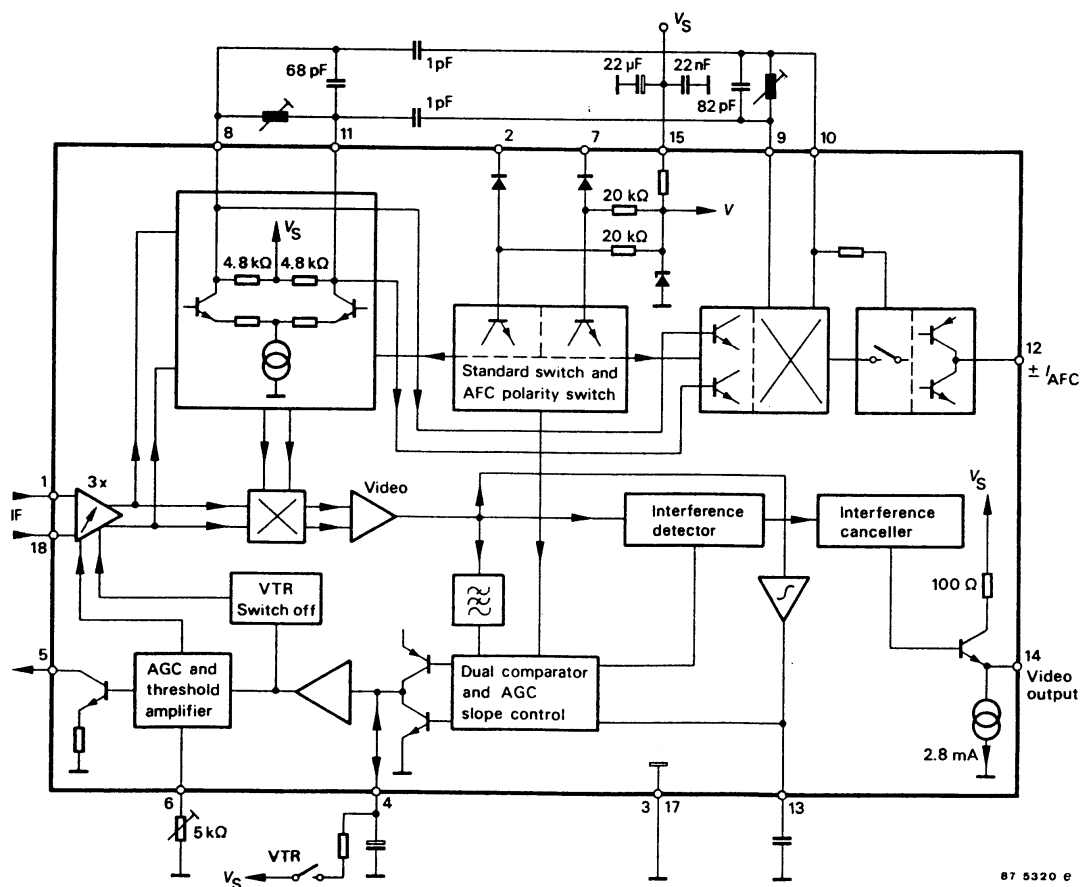 V_S
22 µF
22 nF
68 pF
1 pF
1 pF
82 pF
8
11
2
7
15
9
10
20 kΩ
V
20 kΩ
V_S
4.8 kΩ
4.8 kΩ
Standard switch and
AFC polarity switch
12
± I_AFC
1
3x
IF
18
Video
Interference
detector
Interference
canceller
V_S
100 Ω
VTR
Switch off
5
AGC and
threshold
amplifier
Dual comparator
and AGC
slope control
14
Video
output
2.8 mA
6
4
3
17
13
5 kΩ
VTR
V_S
87 5320 e